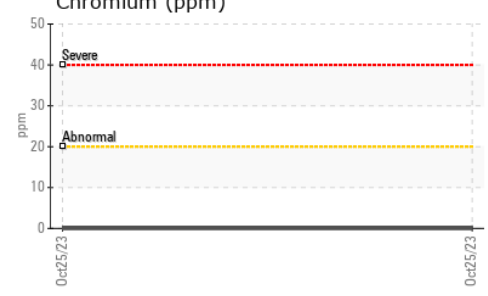 Chromium (ppm)
50
Severe
40
30
ppm
Abnormal
20
10
0
Oct25/23
Oct25/23